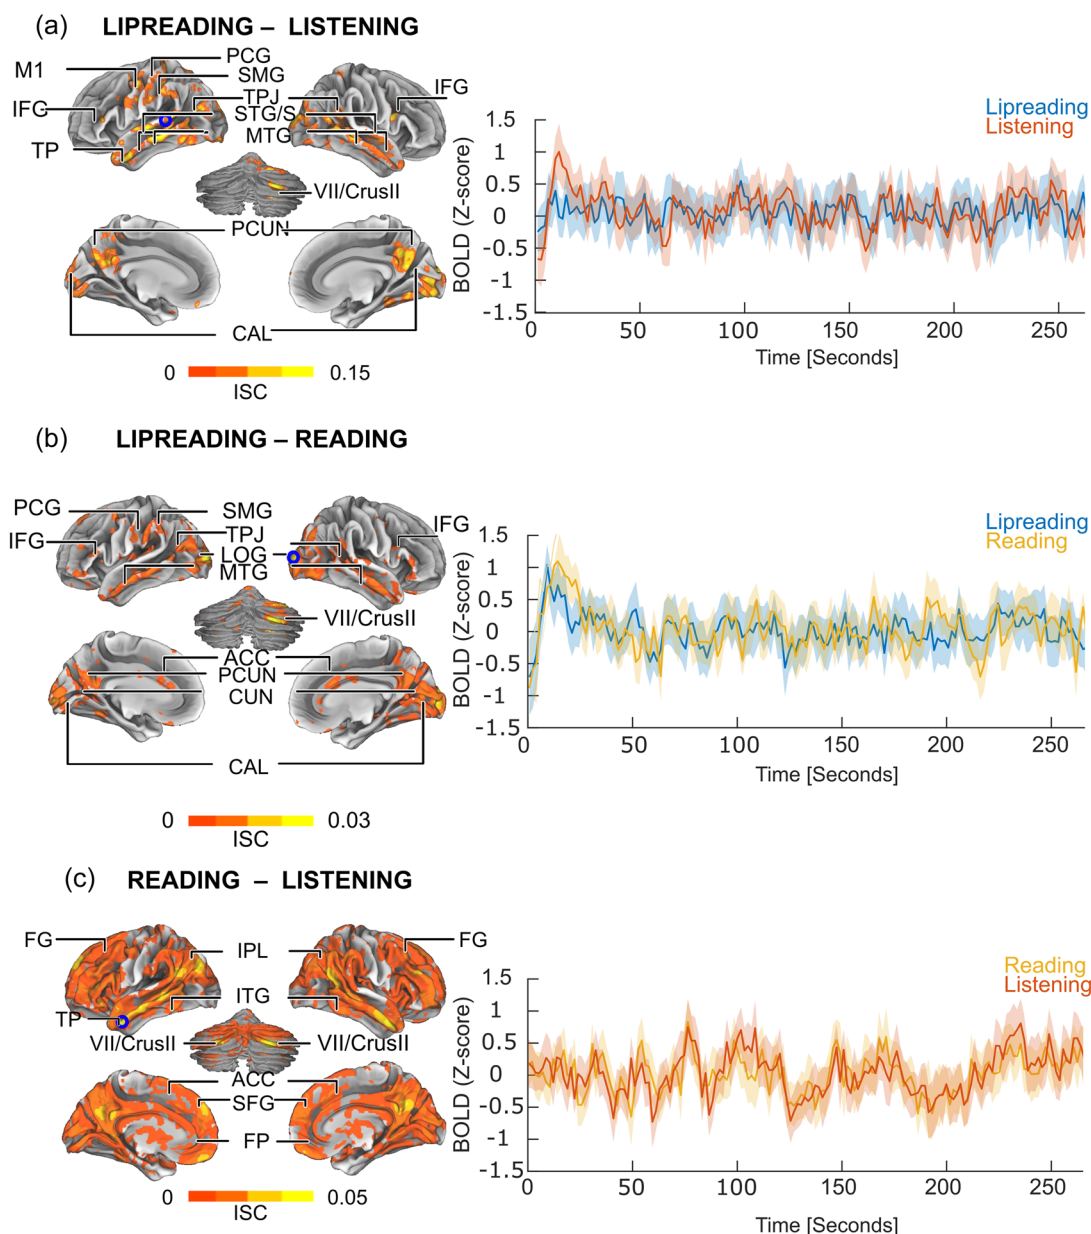 (a) LIPREADING – LISTENING
PCG
M1
SMG
IFG
TPJ
IFG
STG/S
TP
MTG
VII/CrusII
PCUN
CAL
0 0.15
ISC
Lipreading
Listening
1.5
1
0.5
0
-0.5
-1
-1.5
BOLD (Z-score)
50 100 150 200 250
Time [Seconds]
(b) LIPREADING – READING
PCG SMG
IFG TPJ IFG
LOG
MTG
VII/CrusII
ACC
PCUN
CUN
CAL
0 0.03
ISC
Lipreading
Reading
1.5
1
0.5
0
-0.5
-1
-1.5
BOLD (Z-score)
0 50 100 150 200 250
Time [Seconds]
(c) READING – LISTENING
FG IPL FG
ITG
TP
VII/CrusII VII/CrusII
ACC
SFG
FP
0 0.05
ISC
Reading
Listening
1.5
1
0.5
0
-0.5
-1
-1.5
BOLD (Z-score)
0 50 100 150 200 250
Time [Seconds]